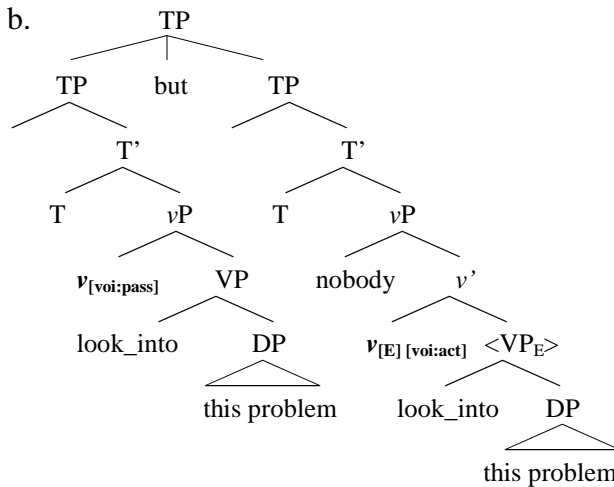 b.
TP
TP but TP
T' T'
T vP T vP
v[voi:pass] VP nobody v'
look_into DP v[E] [voi:act] <VPE>
this problem look_into DP
this problem